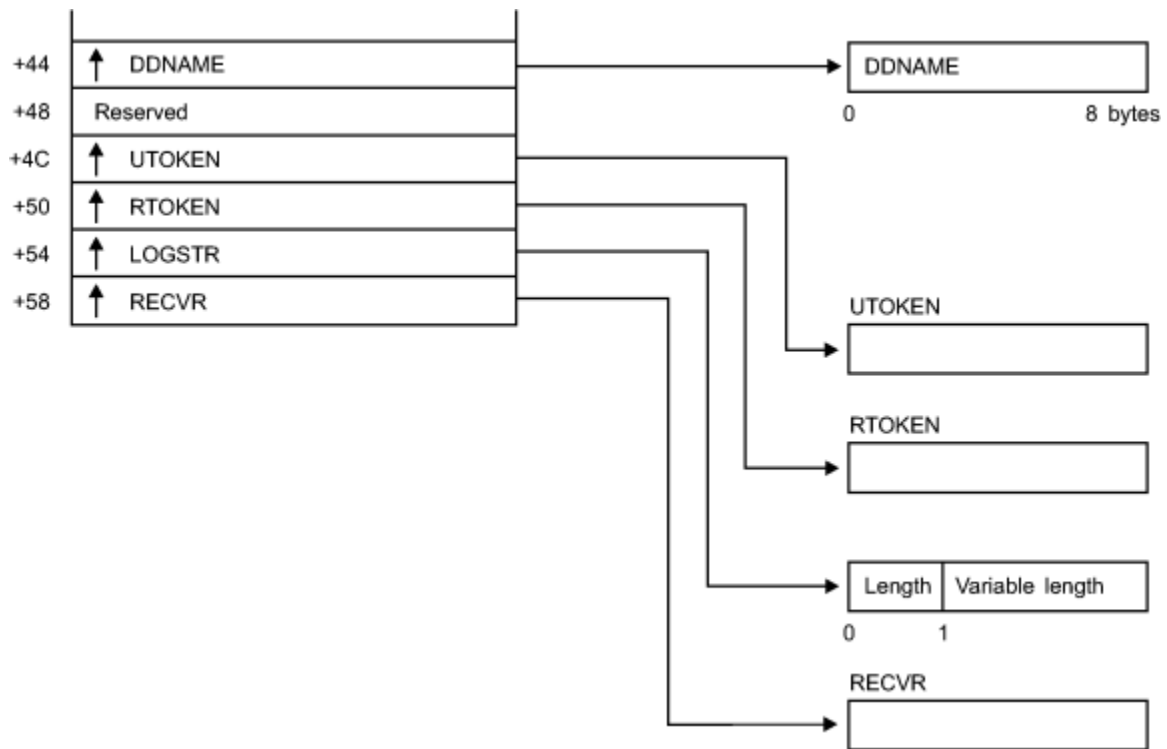 +44 DDNAME
DDNAME
0 8 bytes
+48 Reserved
+4C UTOKEN
+50 RTOKEN
+54 LOGSTR
+58 RECVR
UTOKEN
RTOKEN
Length Variable length
0 1
RECVR